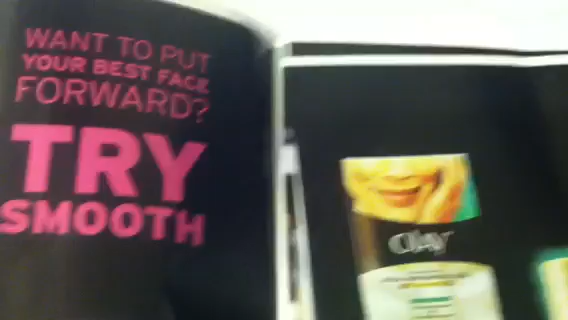 WANT TO PUT
YOUR BEST FACE
FORWARD?
TRY
SMOOTH
OLAY